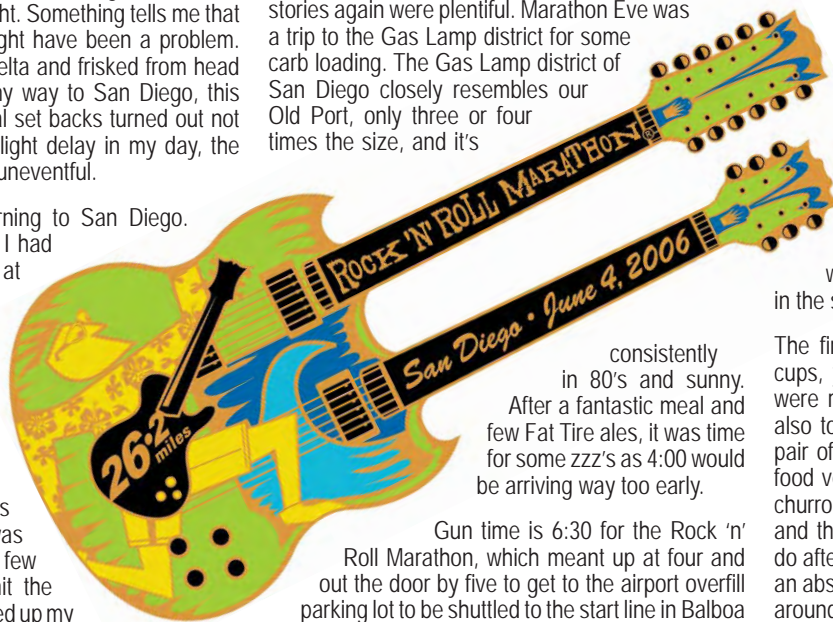 ht. Something tells me that
ght have been a problem.
elta and frisked from head
ny way to San Diego, this
al set backs turned out not
light delay in my day, the
uneventful.
rning to San Diego.
I had
at
s
was
few
it the
ed up my
stories again were plentiful. Marathon Eve was
a trip to the Gas Lamp district for some
carb loading. The Gas Lamp district of
San Diego closely resembles our
Old Port, only three or four
times the size, and it's
ROCK 'N' ROLL MARATHON®
San Diego • June 4, 2006
26.2
miles
consistently
in 80's and sunny.
After a fantastic meal and
few Fat Tire ales, it was time
for some zzz's as 4:00 would
be arriving way too early.
Gun time is 6:30 for the Rock 'n'
Roll Marathon, which meant up at four and
out the door by five to get to the airport overfill
parking lot to be shuttled to the start line in Balboa
in the s
The fir
cups,
were r
also to
pair of
food v
churro
and th
do afte
an abs
around